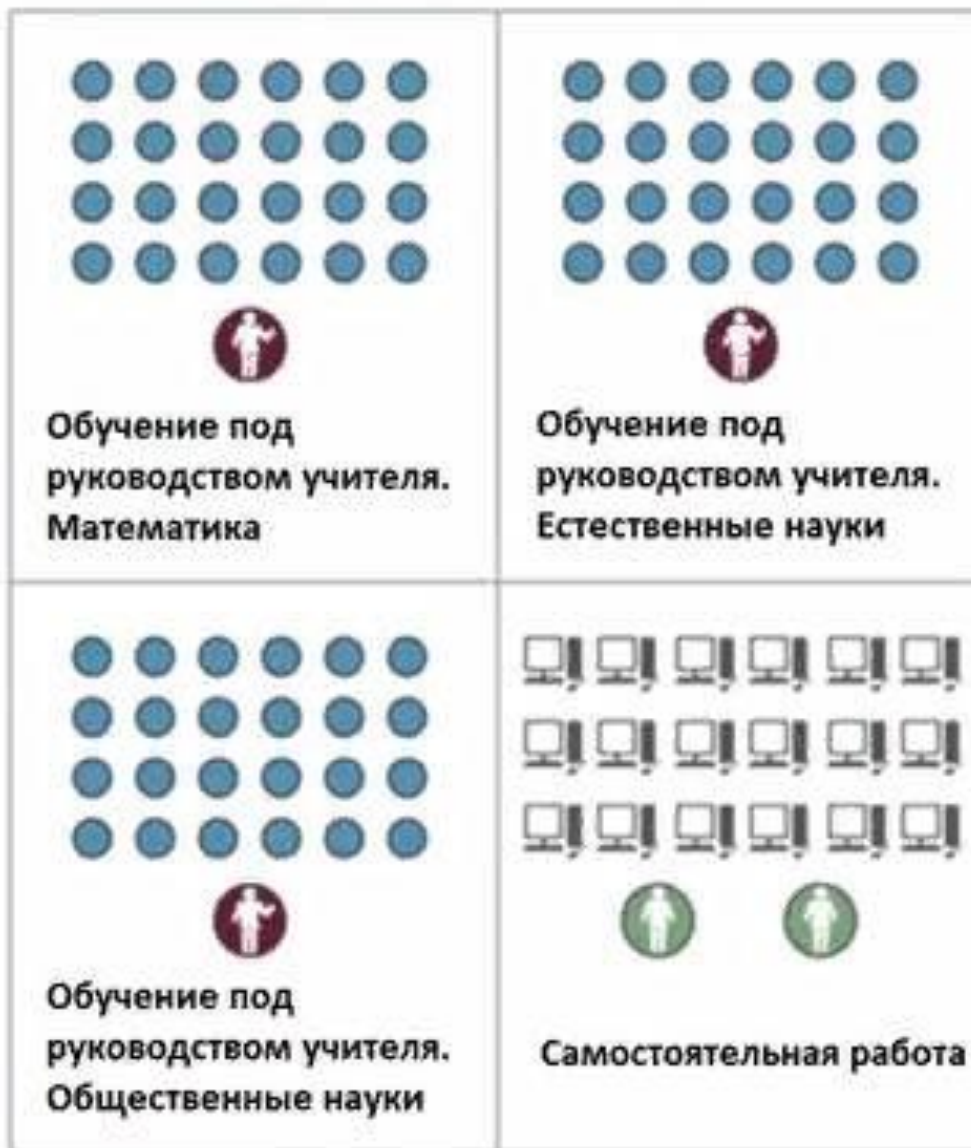 Обучение под
руководством учителя.
Математика
Обучение под
руководством учителя.
Естественные науки
Обучение под
руководством учителя.
Общественные науки
Самостоятельная работа